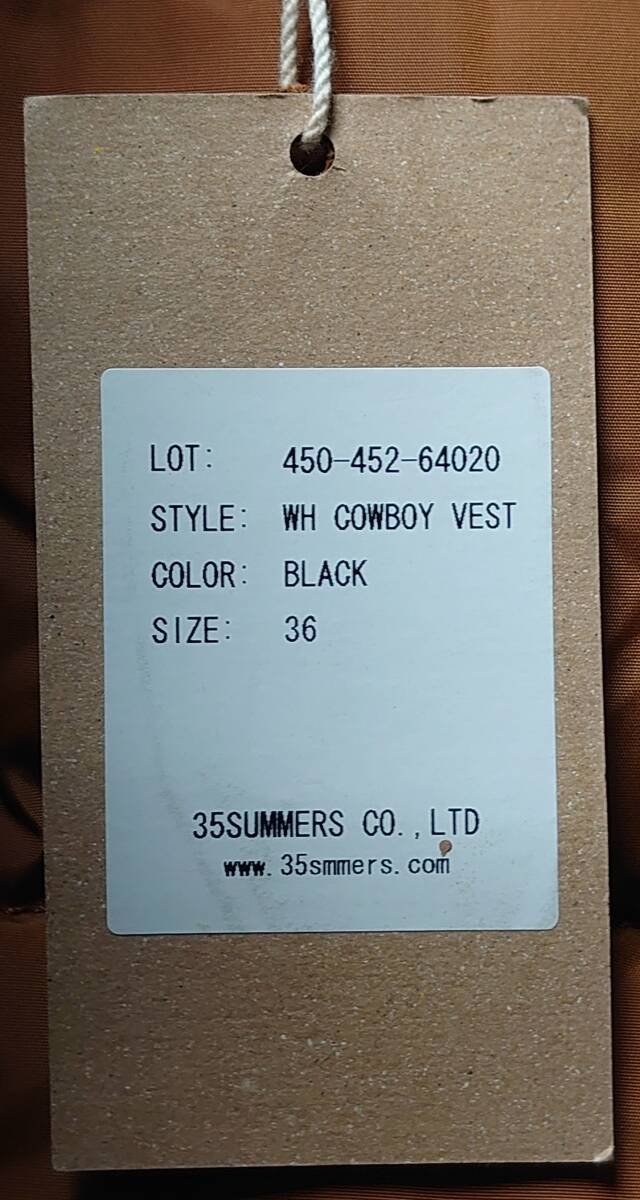 LOT: 450-452-64020
STYLE: WH COWBOY VEST
COLOR: BLACK
SIZE: 36
35SUMMERS CO.,LTD
www.35smmers.com